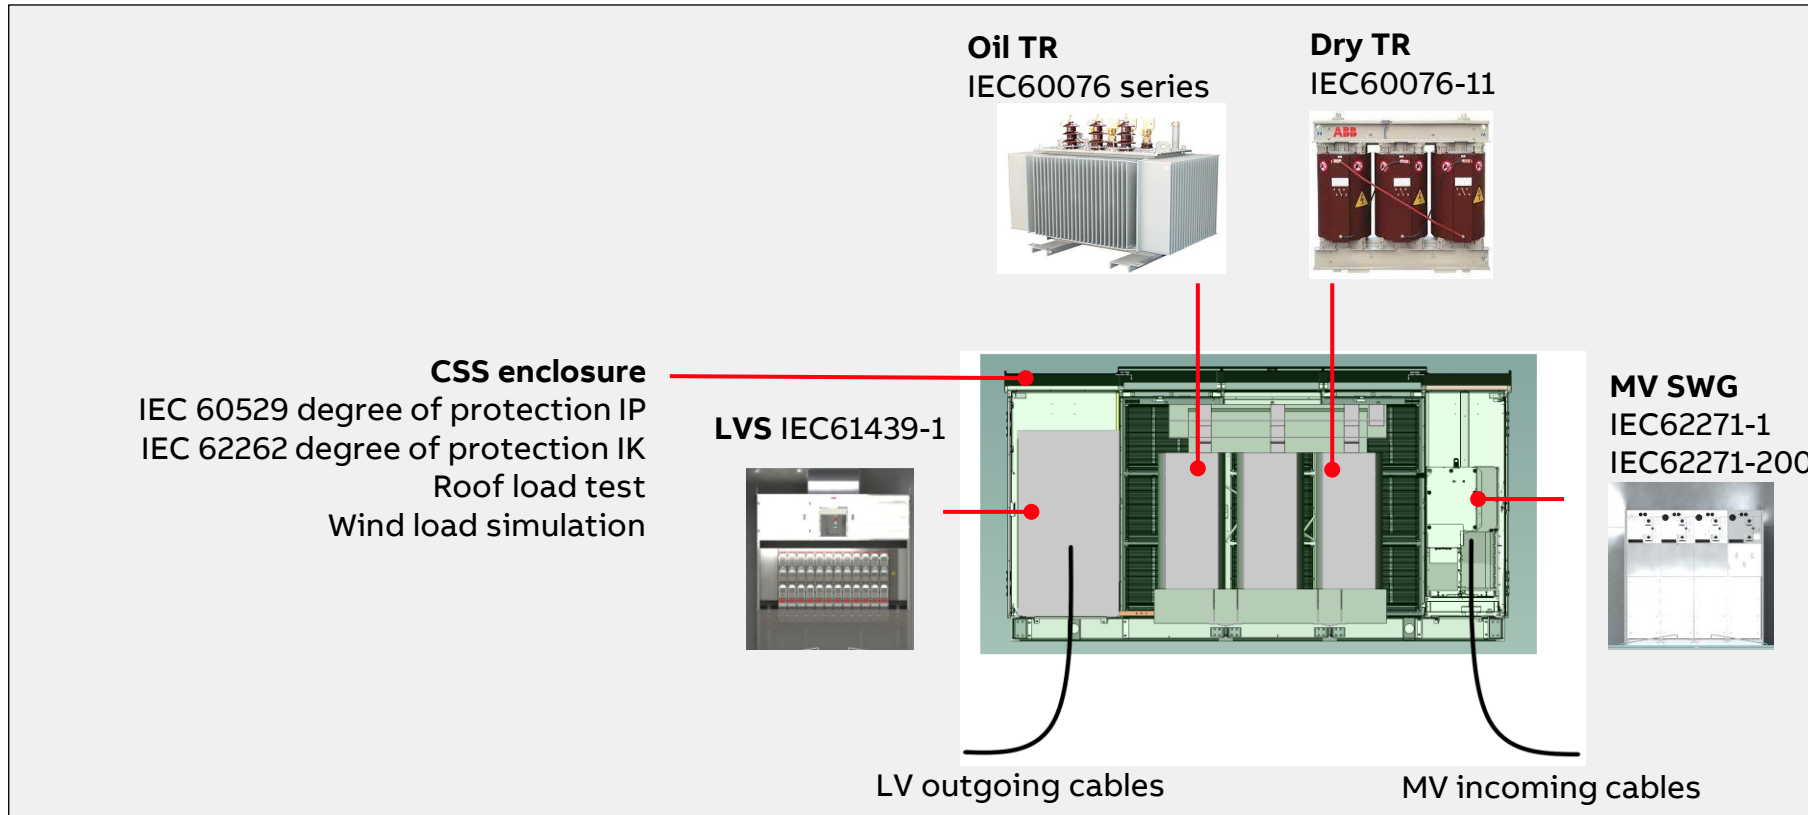 Oil TR
IEC60076 series
Dry TR
IEC60076-11
ABB
CSS enclosure
IEC 60529 degree of protection IP
IEC 62262 degree of protection IK
Roof load test
Wind load simulation
LVS IEC61439-1
MV SWG
IEC62271-1
IEC62271-200
LV outgoing cables
MV incoming cables